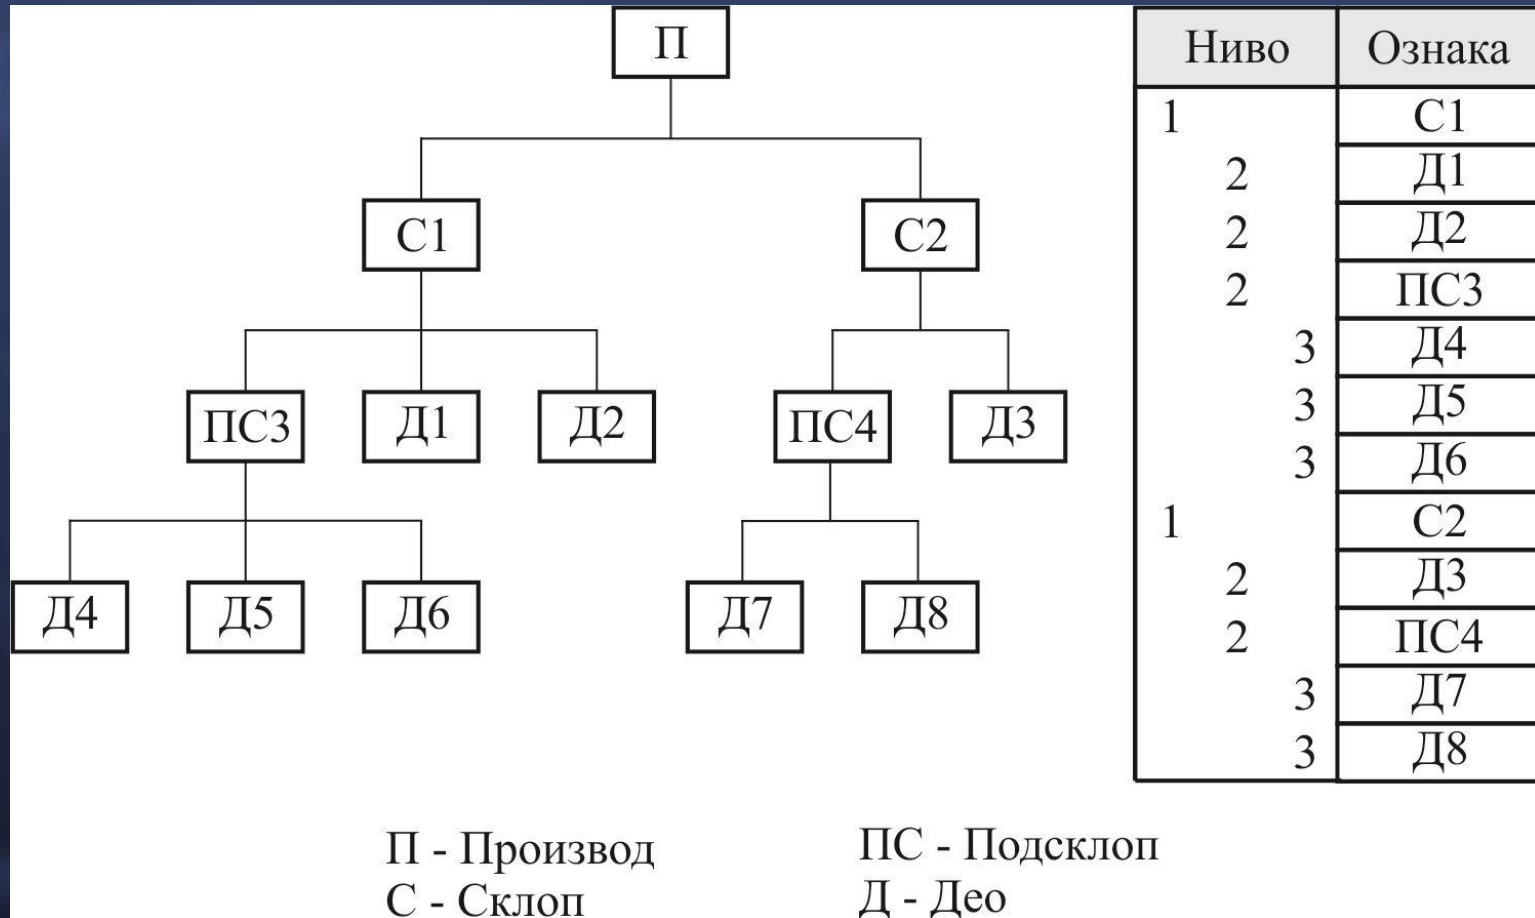 П
С1 С2
ПС3 Д1 Д2 ПС4 Д3
Д4 Д5 Д6 Д7 Д8
Ниво Ознака
1 С1
2 Д1
2 Д2
2 ПС3
3 Д4
3 Д5
3 Д6
1 С2
2 Д3
2 ПС4
3 Д7
3 Д8
П - Производ
С - Склоп
ПС - Подсклоп
Д - Део